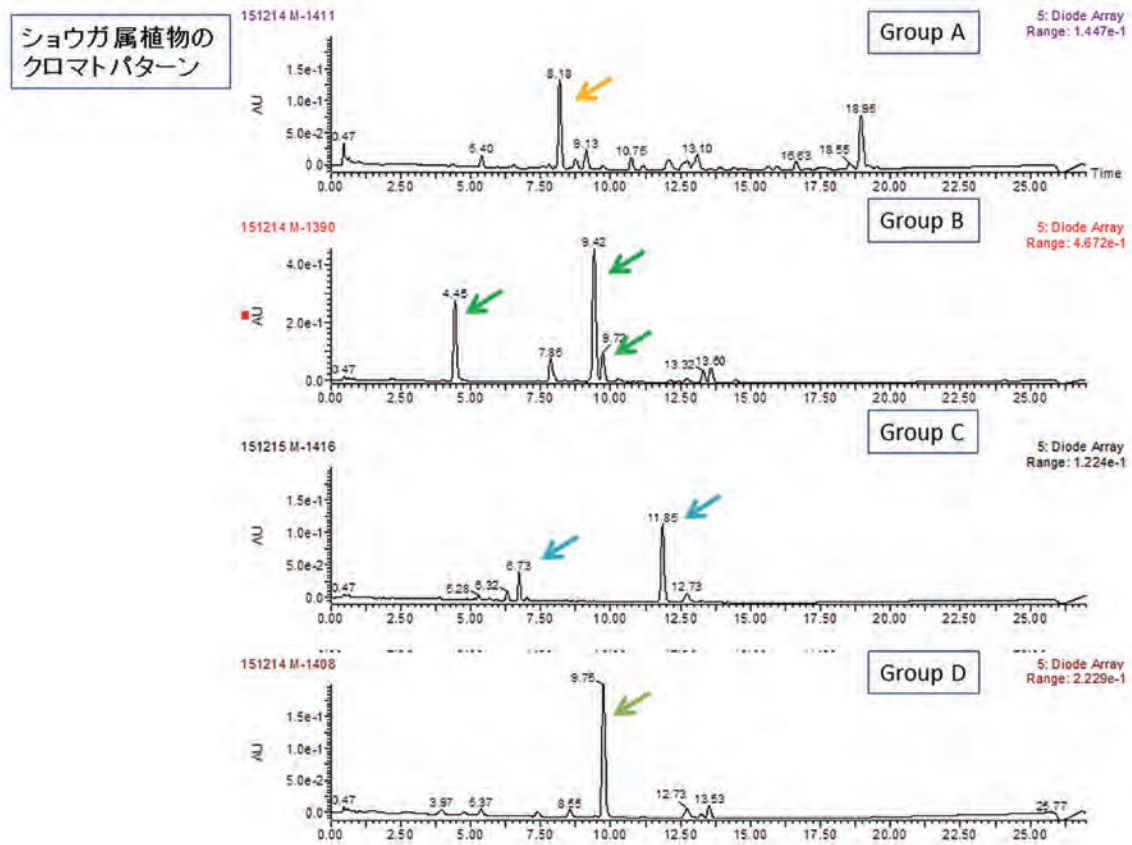 ショウガ属植物の
クロマトパターン
151214 M-1411
Group A
5: Diode Array
Range: 1.447e-1
AU
1.5e-1
1.0e-1
5.0e-2
0.0
0.47
5.40
8.18
9.13
10.75
13.10
16.63
18.55
18.95
0.00 2.50 5.00 7.50 10.00 12.50 15.00 17.50 20.00 22.50 25.00
Time
151214 M-1390
Group B
5: Diode Array
Range: 4.672e-1
AU
4.0e-1
2.0e-1
0.0
0.47
4.45
7.85
9.42
9.72
13.32
13.60
0.00 2.50 5.00 7.50 10.00 12.50 15.00 17.50 20.00 22.50 25.00
151215 M-1416
Group C
5: Diode Array
Range: 1.224e-1
AU
1.5e-1
1.0e-1
5.0e-2
0.0
0.47
5.28
6.32
6.73
11.85
12.73
0.00 2.50 5.00 7.50 10.00 12.50 15.00 17.50 20.00 22.50 25.00
151214 M-1408
Group D
5: Diode Array
Range: 2.229e-1
AU
1.5e-1
1.0e-1
5.0e-2
0.0
0.47
3.97
5.37
8.55
9.75
12.73
13.53
25.77
0.00 2.50 5.00 7.50 10.00 12.50 15.00 17.50 20.00 22.50 25.00